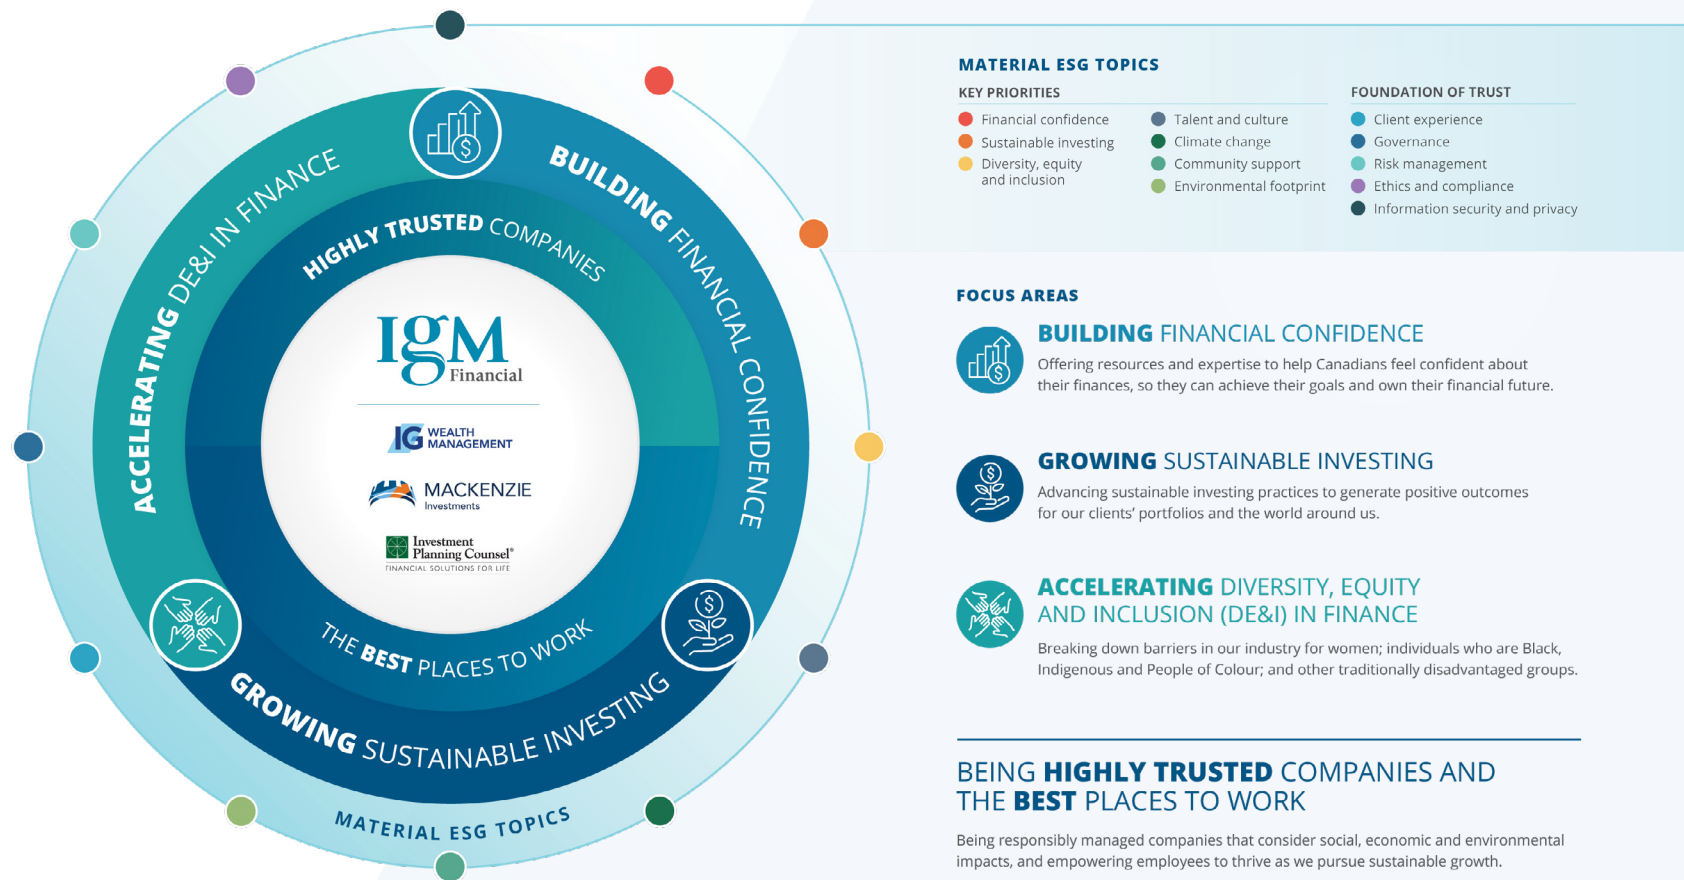 ACCELERATING DE&I IN FINANCE
BUILDING FINANCIAL CONFIDENCE
HIGHLY TRUSTED COMPANIES
IGM
Financial
IG WEALTH
MANAGEMENT
MACKENZIE
Investments
Investment
Planning Counsel®
FINANCIAL SOLUTIONS FOR LIFE
THE BEST PLACES TO WORK
GROWING SUSTAINABLE INVESTING
MATERIAL ESG TOPICS
MATERIAL ESG TOPICS
KEY PRIORITIES
Financial confidence
Sustainable investing
Diversity, equity
and inclusion
Talent and culture
Climate change
Community support
Environmental footprint
FOUNDATION OF TRUST
Client experience
Governance
Risk management
Ethics and compliance
Information security and privacy
FOCUS AREAS
BUILDING FINANCIAL CONFIDENCE
Offering resources and expertise to help Canadians feel confident about
their finances, so they can achieve their goals and own their financial future.
GROWING SUSTAINABLE INVESTING
Advancing sustainable investing practices to generate positive outcomes
for our clients' portfolios and the world around us.
ACCELERATING DIVERSITY, EQUITY
AND INCLUSION (DE&I) IN FINANCE
Breaking down barriers in our industry for women; individuals who are Black,
Indigenous and People of Colour; and other traditionally disadvantaged groups.
BEING HIGHLY TRUSTED COMPANIES AND
THE BEST PLACES TO WORK
Being responsibly managed companies that consider social, economic and environmental
impacts, and empowering employees to thrive as we pursue sustainable growth.